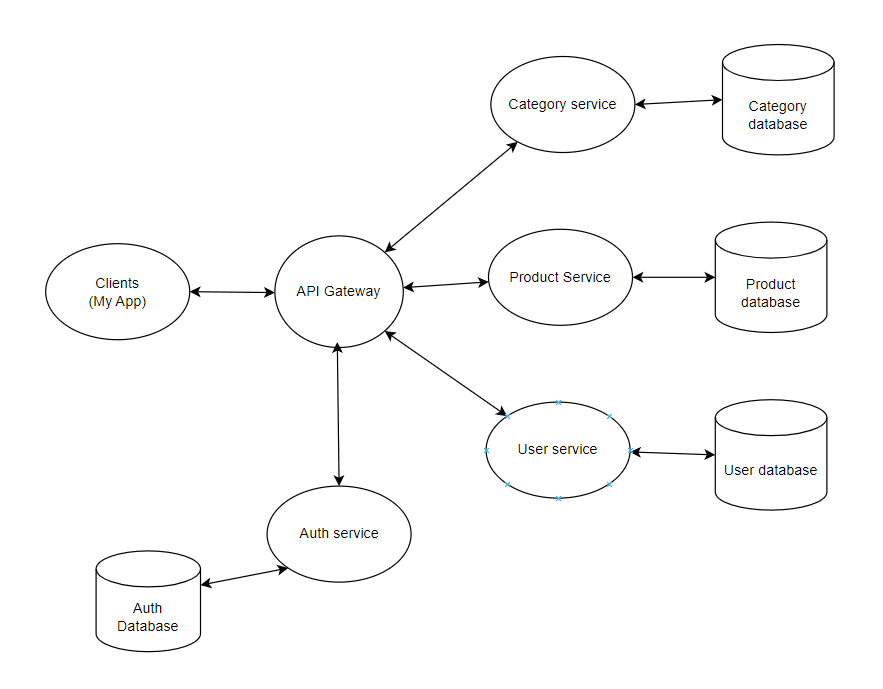 Category service
Category
database
Clients
(My App)
API Gateway
Product Service
Product
database
User service
User database
Auth service
Auth
Database